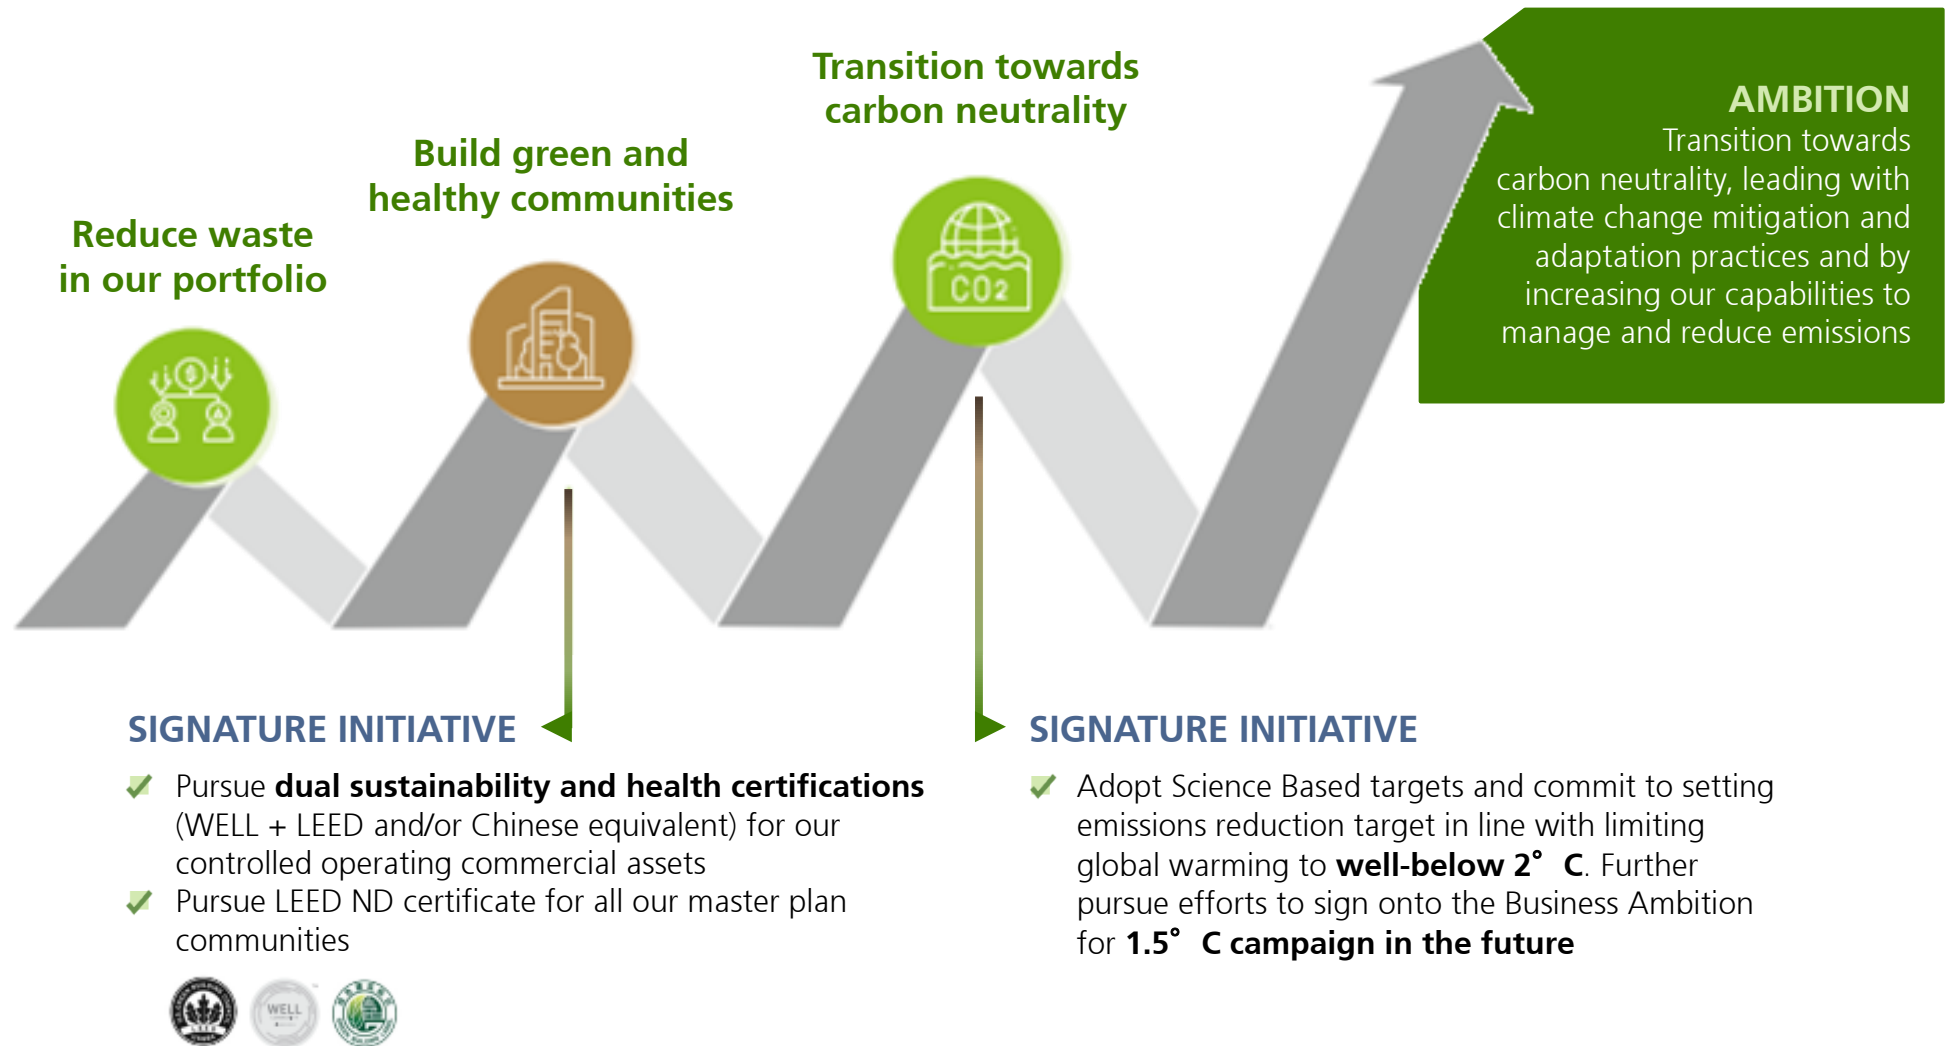 Reduce waste
in our portfolio
Build green and
healthy communities
Transition towards
carbon neutrality
CO2
AMBITION
Transition towards
carbon neutrality, leading with
climate change mitigation and
adaptation practices and by
increasing our capabilities to
manage and reduce emissions
SIGNATURE INITIATIVE
Pursue dual sustainability and health certifications
(WELL + LEED and/or Chinese equivalent) for our
controlled operating commercial assets
Pursue LEED ND certificate for all our master plan
communities
WELL
SIGNATURE INITIATIVE
Adopt Science Based targets and commit to setting
emissions reduction target in line with limiting
global warming to well-below 2° C. Further
pursue efforts to sign onto the Business Ambition
for 1.5° C campaign in the future